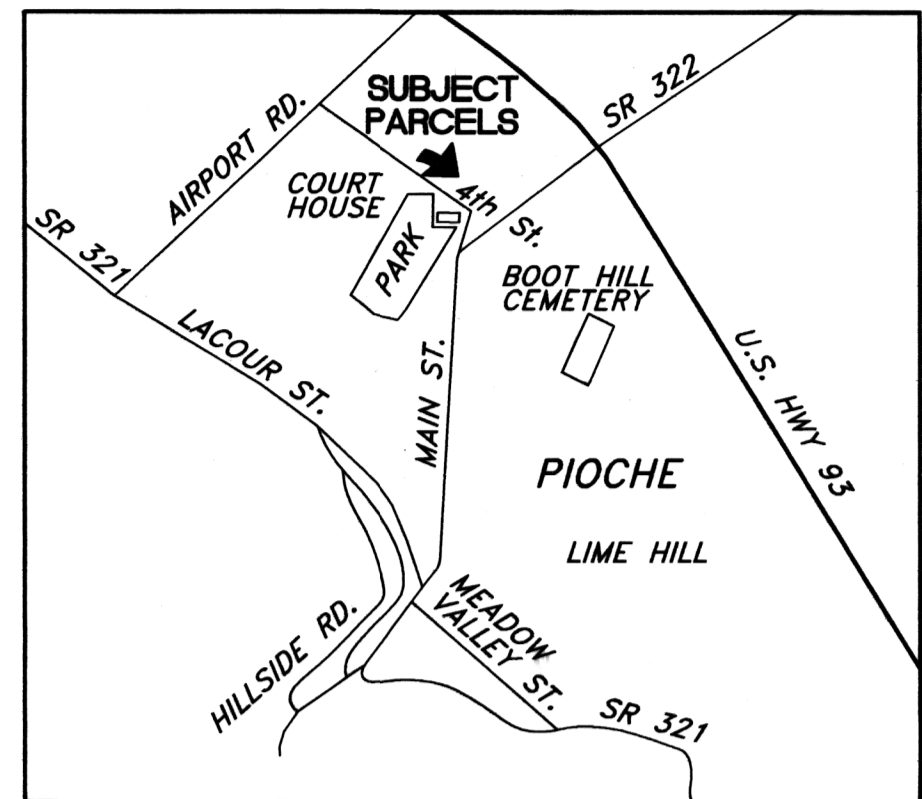 SUBJECT
PARCELS
SR 322
AIRPORT RD.
COURT
HOUSE
4th St.
SR 321
PARK
BOOT HILL
CEMETERY
LACOUR ST.
MAIN ST.
U.S. HWY 93
PIOCHE
LIME HILL
MEADOW
VALLEY ST.
HILLSIDE RD.
SR 321